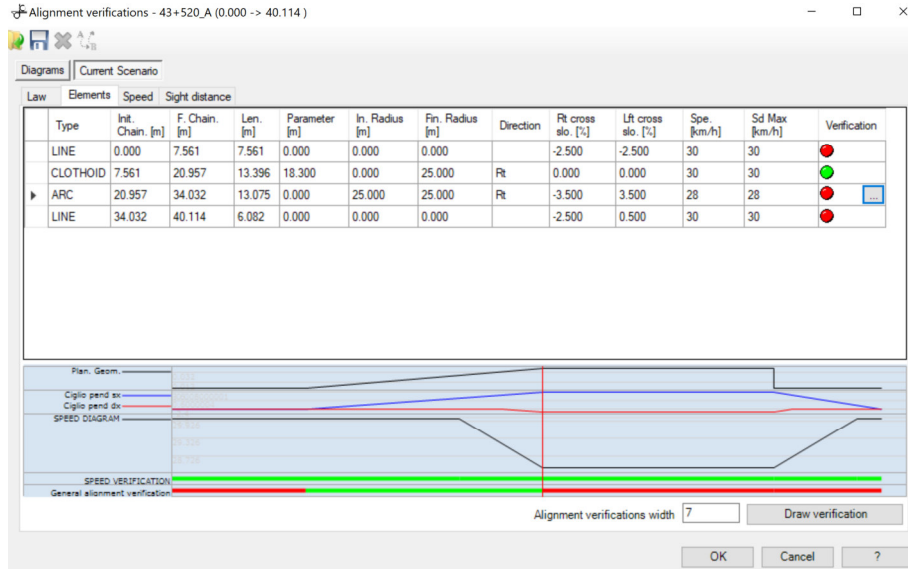 Alignment verifications - 43+520_A (0.000 -> 40.114 )
Diagrams Current Scenario
Law Elements Speed Sight distance
Type Init. Chain. [m] F. Chain. [m] Len. [m] Parameter [m] In. Radius [m] Fin. Radius [m] Direction Rt cross slo. [%] Lft cross slo. [%] Spe. [km/h] Sd Max [km/h] Verification
LINE 0.000 7.561 7.561 0.000 0.000 0.000 -2.500 -2.500 30 30
CLOTHOID 7.561 20.957 13.396 18.300 0.000 25.000 Rt 0.000 0.000 30 30
ARC 20.957 34.032 13.075 0.000 25.000 25.000 Rt -3.500 3.500 28 28 ...
LINE 34.032 40.114 6.082 0.000 0.000 0.000 -2.500 0.500 30 30
Plan. Geom.
Ciglio pend sx
Ciglio pend dx
SPEED DIAGRAM
SPEED VERIFICATION
General alignment verification
Alignment verifications width 7 Draw verification
OK Cancel ?